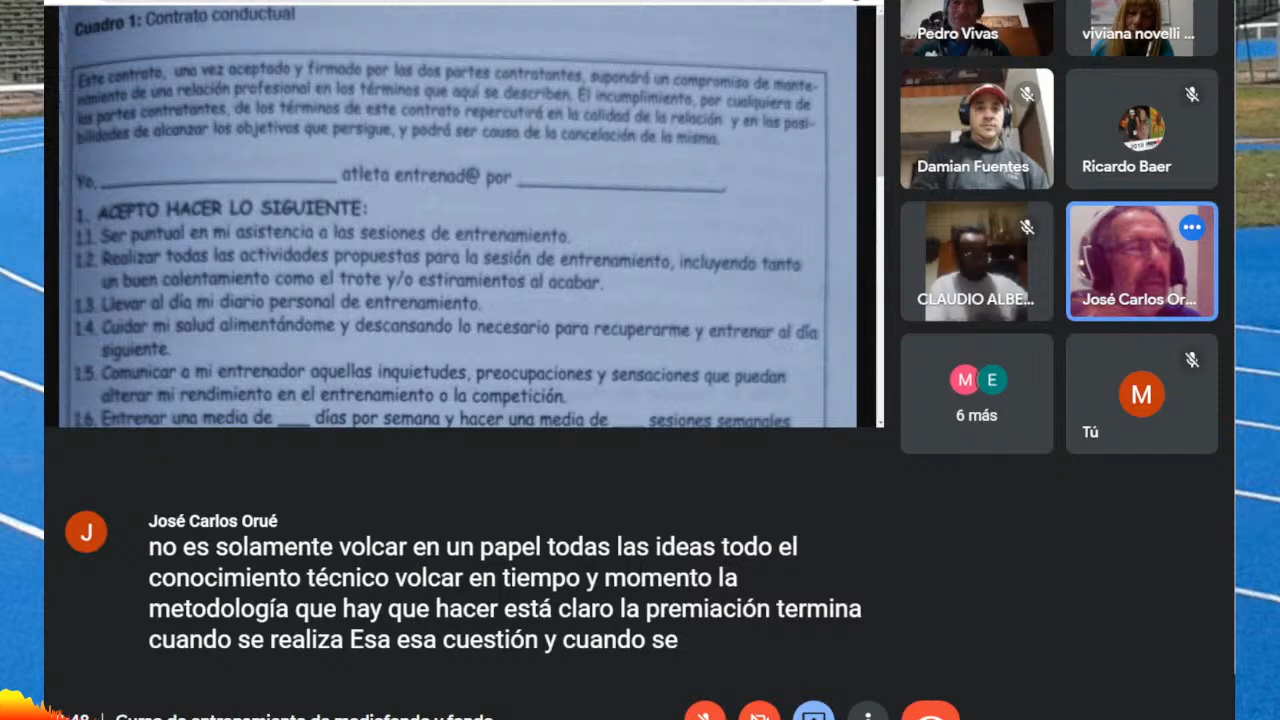 Cuadro 1: Contrato conductual
Este contrato, una vez aceptado y firmado por las dos partes contratantes, supondrá un compromiso de mante-
nimiento de una relación profesional en los términos que aquí se describen. El incumplimiento, por cualquiera de
las partes contratantes, de los términos de este contrato repercutirá en la calidad de la relación y en las posi-
bilidades de alcanzar los objetivos que persigue, y podrá ser causa de la cancelación de la misma.
Yo, ____ atleta entrenad@ por ____
1. ACEPTO HACER LO SIGUIENTE:
1.1. Ser puntual en mi asistencia a las sesiones de entrenamiento.
1.2. Realizar todas las actividades propuestas para la sesión de entrenamiento, incluyendo tanto
un buen calentamiento como el trote y/o estiramientos al acabar.
1.3. Llevar al día mi diario personal de entrenamiento.
1.4. Cuidar mi salud alimentándome y descansando lo necesario para recuperarme y entrenar al día
siguiente.
1.5. Comunicar a mi entrenador aquellas inquietudes, preocupaciones y sensaciones que puedan
alterar mi rendimiento en el entrenamiento o la competición.
1.6. Entrenar una media de ____ días por semana y hacer una media de ____ sesiones semanales
Pedro Vivas
viviana novelli ...
Damian Fuentes
Ricardo Baer
CLAUDIO ALBE...
José Carlos Or...
M E
6 más
M
Tú
J
José Carlos Orué
no es solamente volcar en un papel todas las ideas todo el
conocimiento técnico volcar en tiempo y momento la
metodología que hay que hacer está claro la premiación termina
cuando se realiza Esa esa cuestión y cuando se
Curso de entrenamiento de mediofondo y fondo